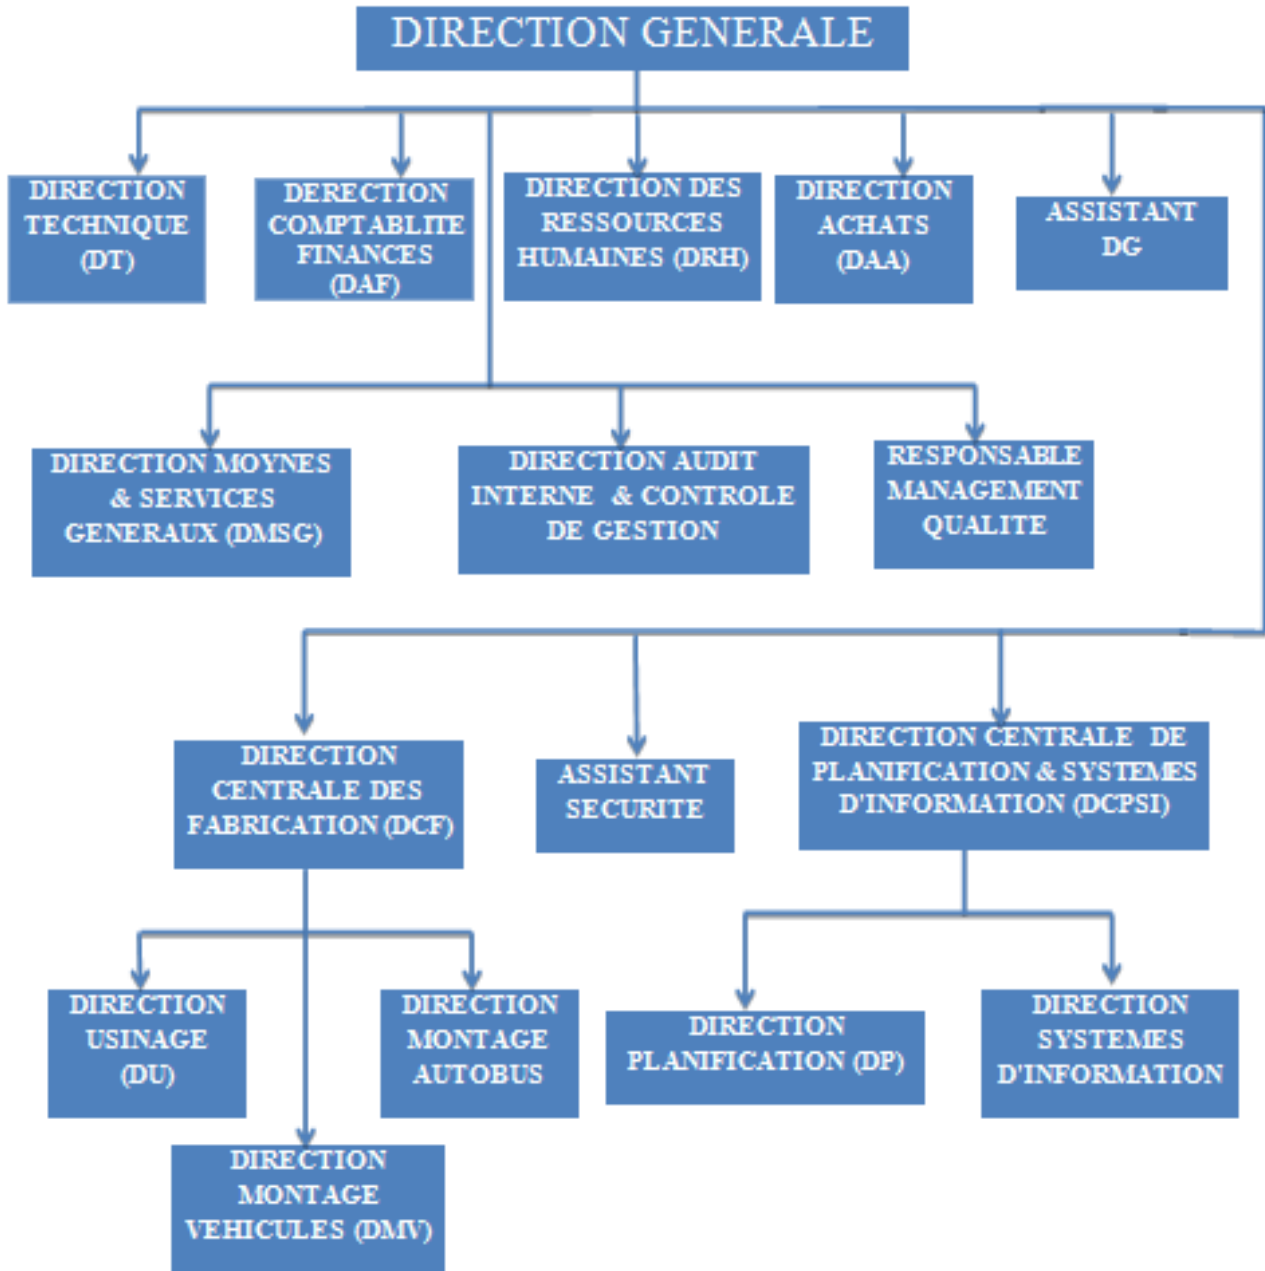 DIRECTION GENERALE
DIRECTION
TECHNIQUE
(DT)
DERECTION
COMPTABLITE
FINANCES
(DAF)
DIRECTION DES
RESSOURCES
HUMAINES (DRH)
DIRECTION
ACHATS
(DAA)
ASSISTANT
DG
DIRECTION MOYNES
& SERVICES
GENERAUX (DMSG)
DIRECTION AUDIT
INTERNE & CONTROLE
DE GESTION
RESPONSABLE
MANAGEMENT
QUALITE
DIRECTION
CENTRALE DES
FABRICATION (DCF)
ASSISTANT
SECURITE
DIRECTION CENTRALE DE
PLANIFICATION & SYSTEMES
D'INFORMATION (DCPSI)
DIRECTION
USINAGE
(DU)
DIRECTION
MONTAGE
AUTOBUS
DIRECTION
PLANIFICATION (DP)
DIRECTION
SYSTEMES
D'INFORMATION
DIRECTION
MONTAGE
VEHICULES (DMV)